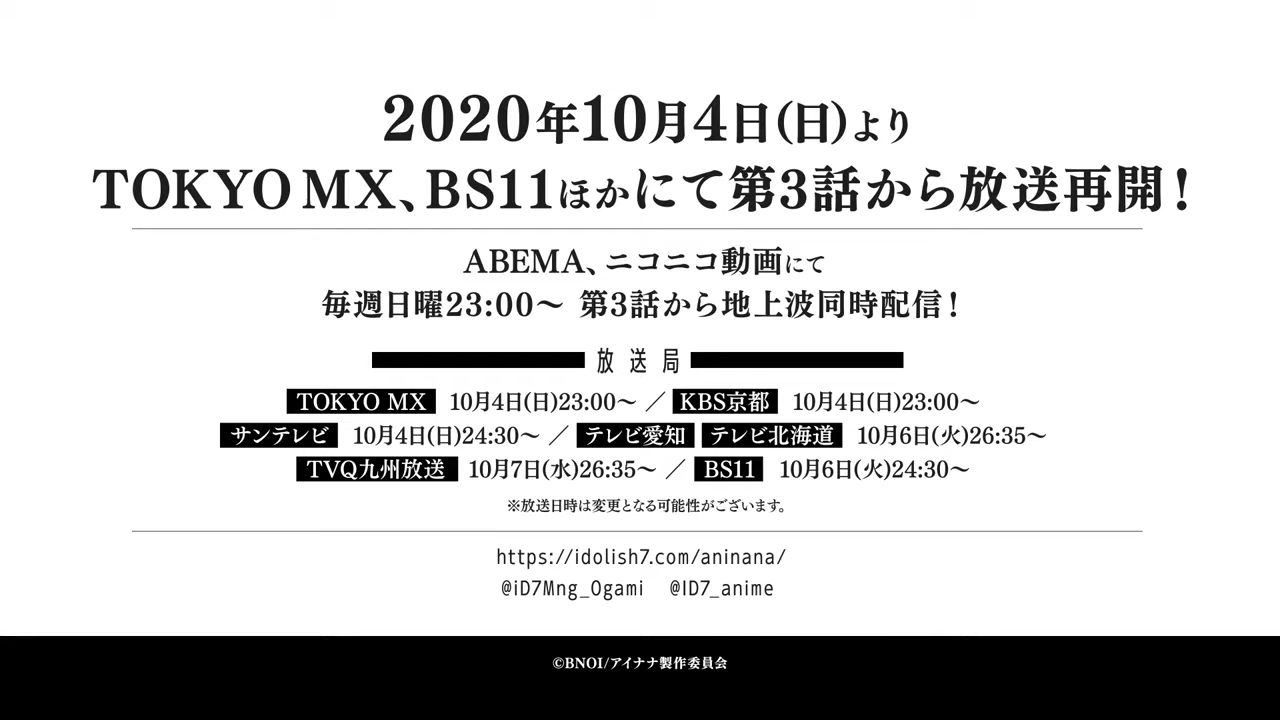 2020年10月4日(日)より
TOKYO MX、BS11ほかにて第3話から放送再開！
ABEMA、ニコニコ動画にて
毎週日曜23:00〜 第3話から地上波同時配信！
放送局
TOKYO MX 10月4日(日)23:00〜 ／ KBS京都 10月4日(日)23:00〜
サンテレビ 10月4日(日)24:30〜 ／ テレビ愛知 テレビ北海道 10月6日(火)26:35〜
TVQ九州放送 10月7日(水)26:35〜 ／ BS11 10月6日(火)24:30〜
※放送日時は変更となる可能性がございます。
https://idolish7.com/aninana/
@iD7Mng_Ogami @ID7_anime
©BNOI/アイナナ製作委員会